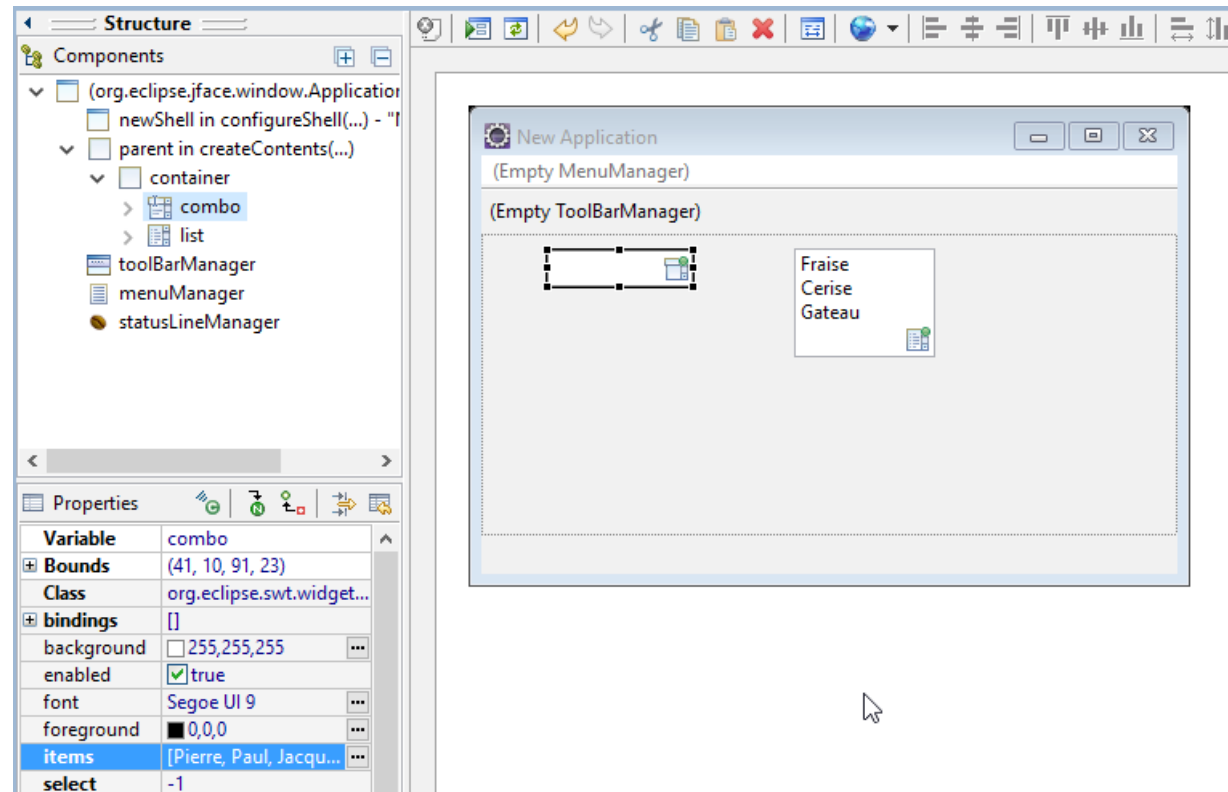 Structure
Components
(org.eclipse.jface.window.Application
newShell in configureShell(...) - "N
parent in createContents(...)
container
combo
list
toolBarManager
menuManager
statusLineManager
Properties
Variable combo
Bounds (41, 10, 91, 23)
Class org.eclipse.swt.widget...
bindings []
background 255,255,255
enabled true
font Segoe UI 9
foreground 0,0,0
items [Pierre, Paul, Jacqu...
select -1
New Application
(Empty MenuManager)
(Empty ToolBarManager)
Fraise
Cerise
Gateau